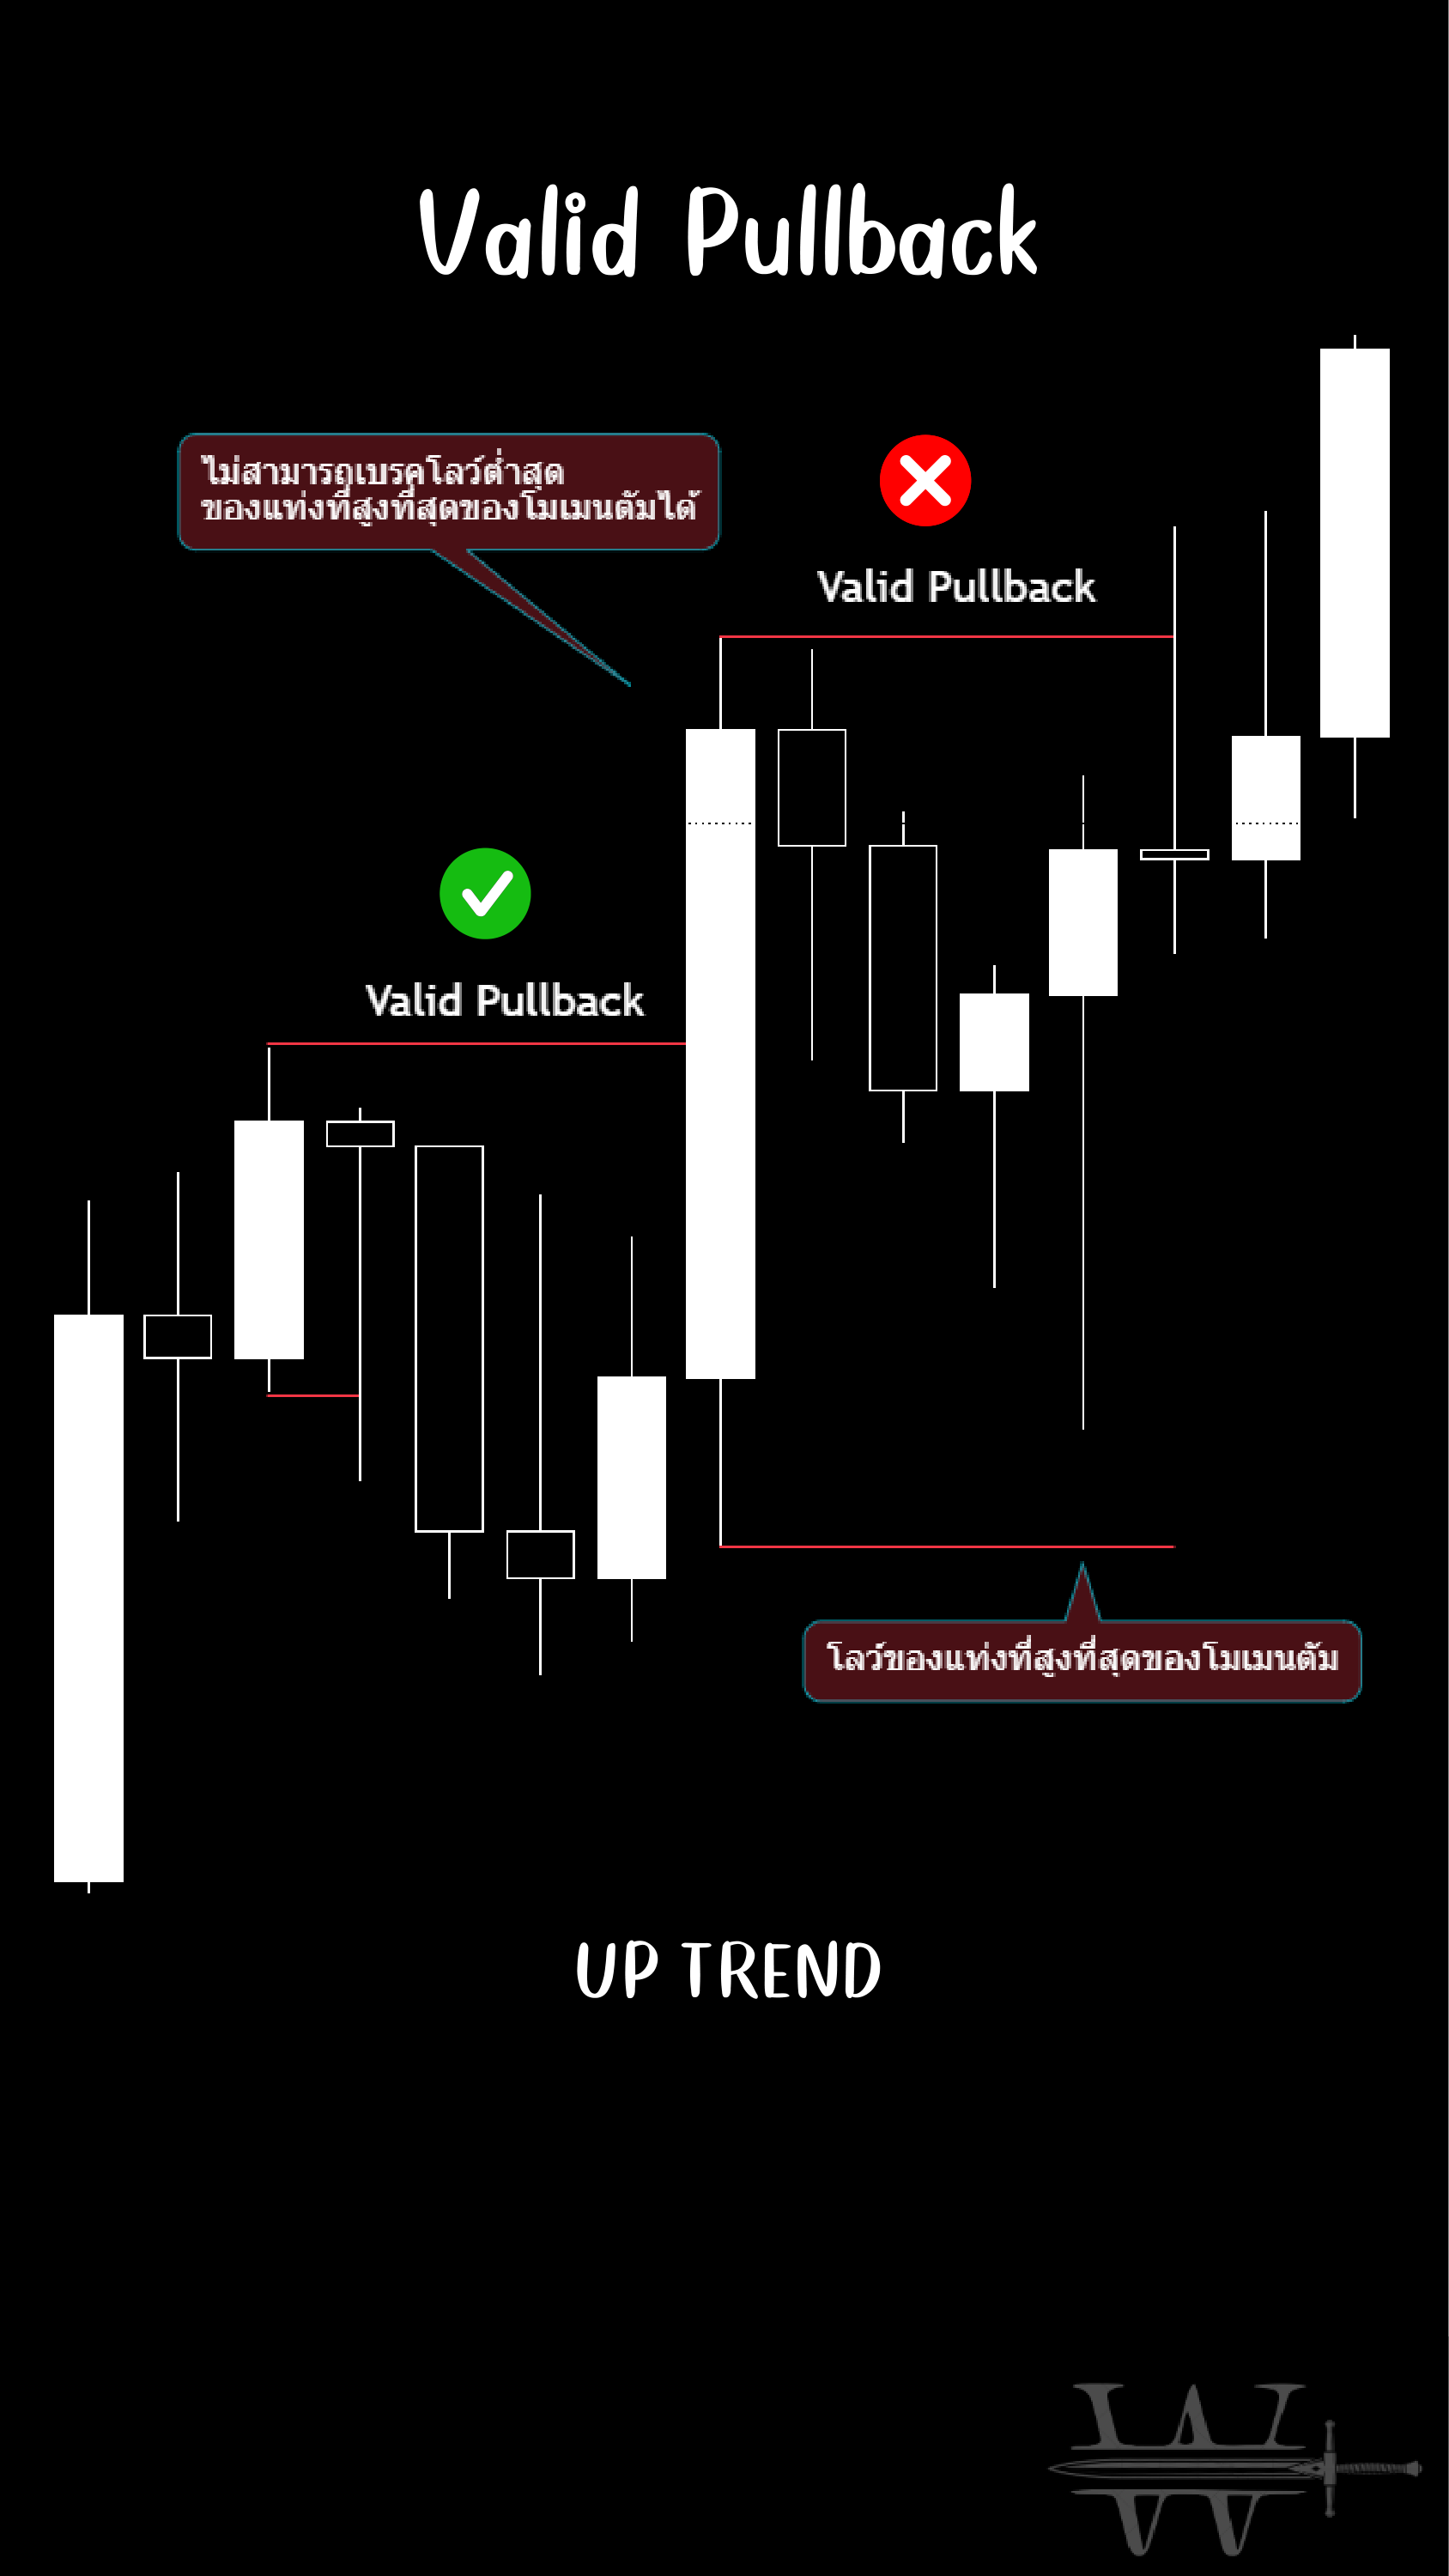 Valid Pullback
ไม่สามารถเบรคโลว์ต่ำสุด
ของแท่งที่สูงที่สุดของโมเมนตัมได้
Valid Pullback
Valid Pullback
โลว์ของแท่งที่สูงที่สุดของโมเมนตัม
UP TREND
W